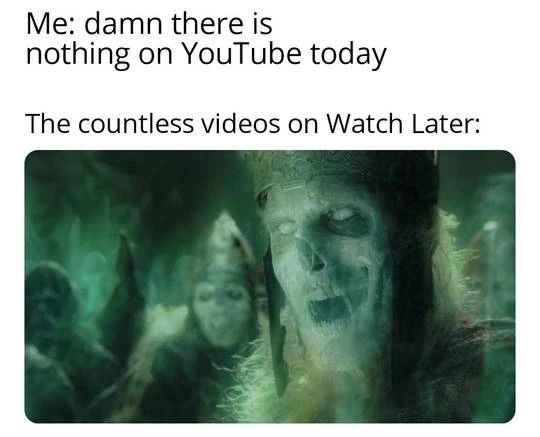 Me: damn there is
nothing on YouTube today
The countless videos on Watch Later: